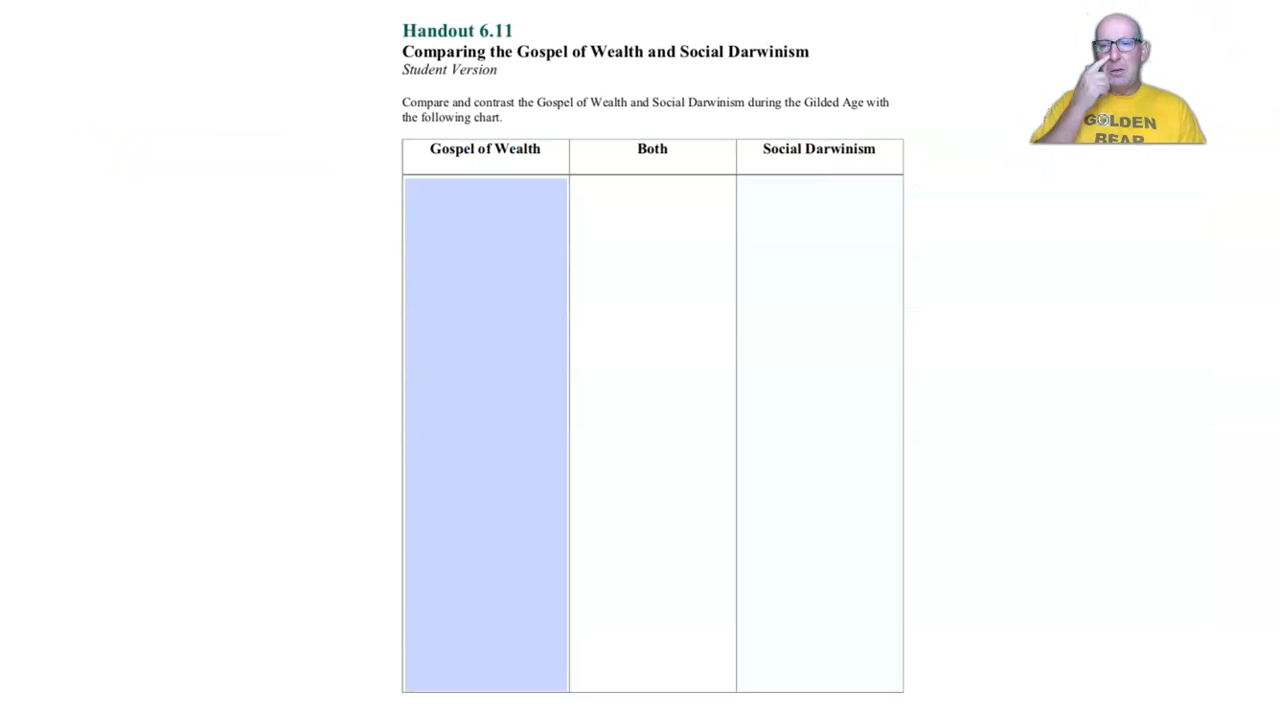 Handout 6.11
Comparing the Gospel of Wealth and Social Darwinism
Student Version
Compare and contrast the Gospel of Wealth and Social Darwinism during the Gilded Age with
the following chart.
Gospel of Wealth
Both
Social Darwinism
GOLDEN
BEAR